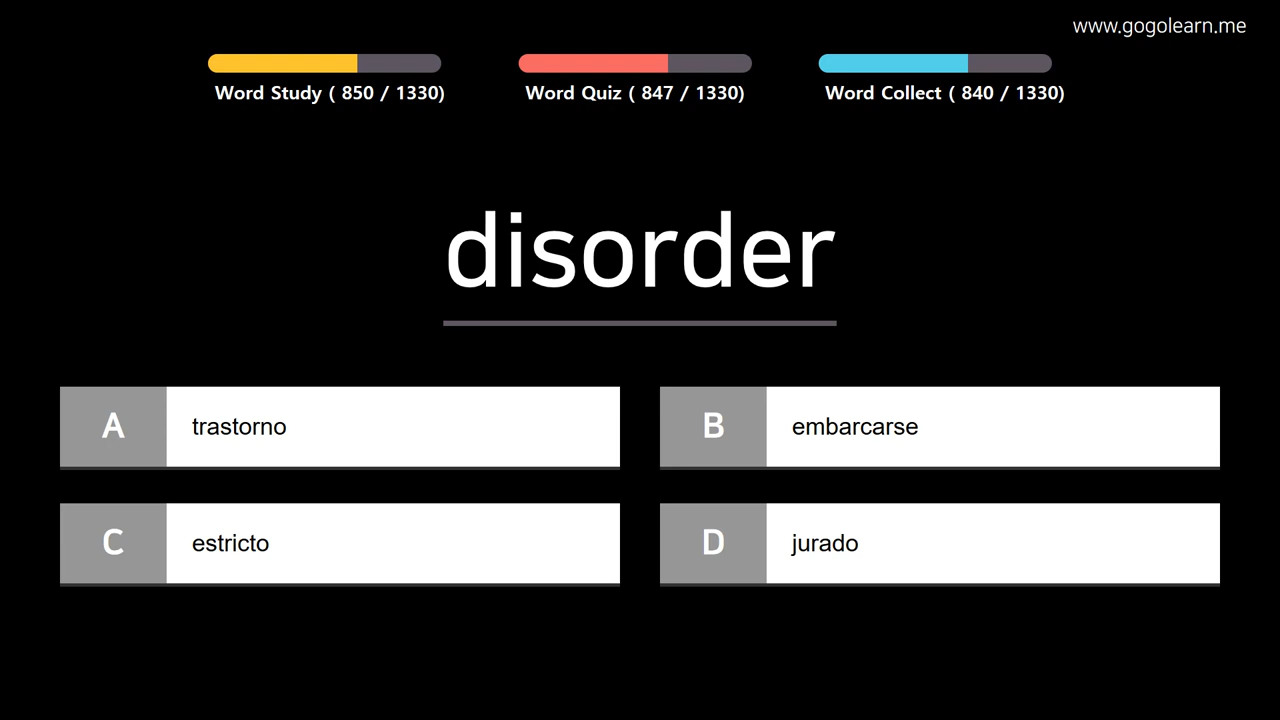 www.gogolearn.me
Word Study ( 850 / 1330)
Word Quiz ( 847 / 1330)
Word Collect ( 840 / 1330)
disorder
A trastorno
B embarcarse
C estricto
D jurado